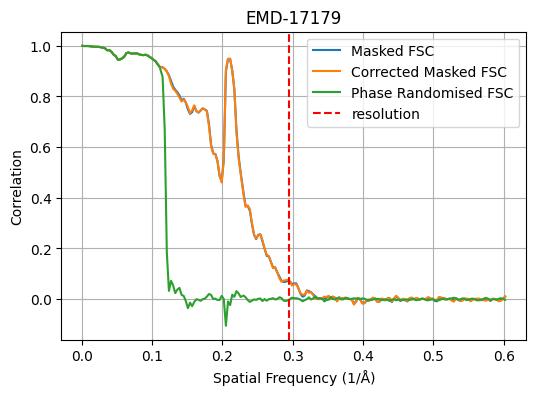 EMD-17179
Masked FSC
Corrected Masked FSC
Phase Randomised FSC
resolution
Correlation
1.0
0.8
0.6
0.4
0.2
0.0
0.0 0.1 0.2 0.3 0.4 0.5 0.6
Spatial Frequency (1/Å)